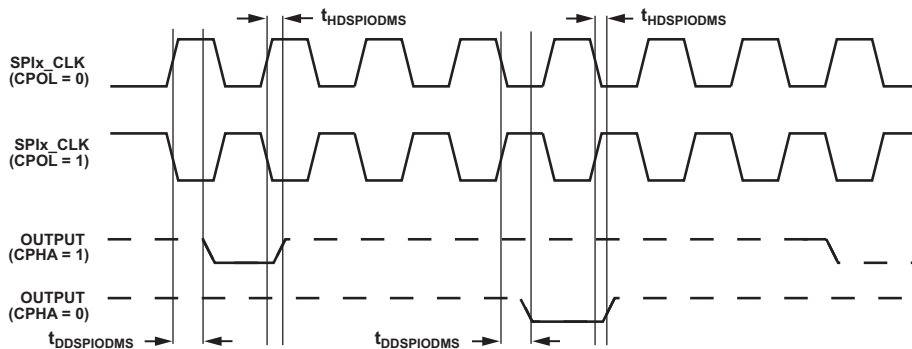 tHDSPIODMS
tHDSPIODMS
SPIx_CLK
(CPOL = 0)
SPIx_CLK
(CPOL = 1)
OUTPUT
(CPHA = 1)
OUTPUT
(CPHA = 0)
tDDSPIODMS
tDDSPIODMS